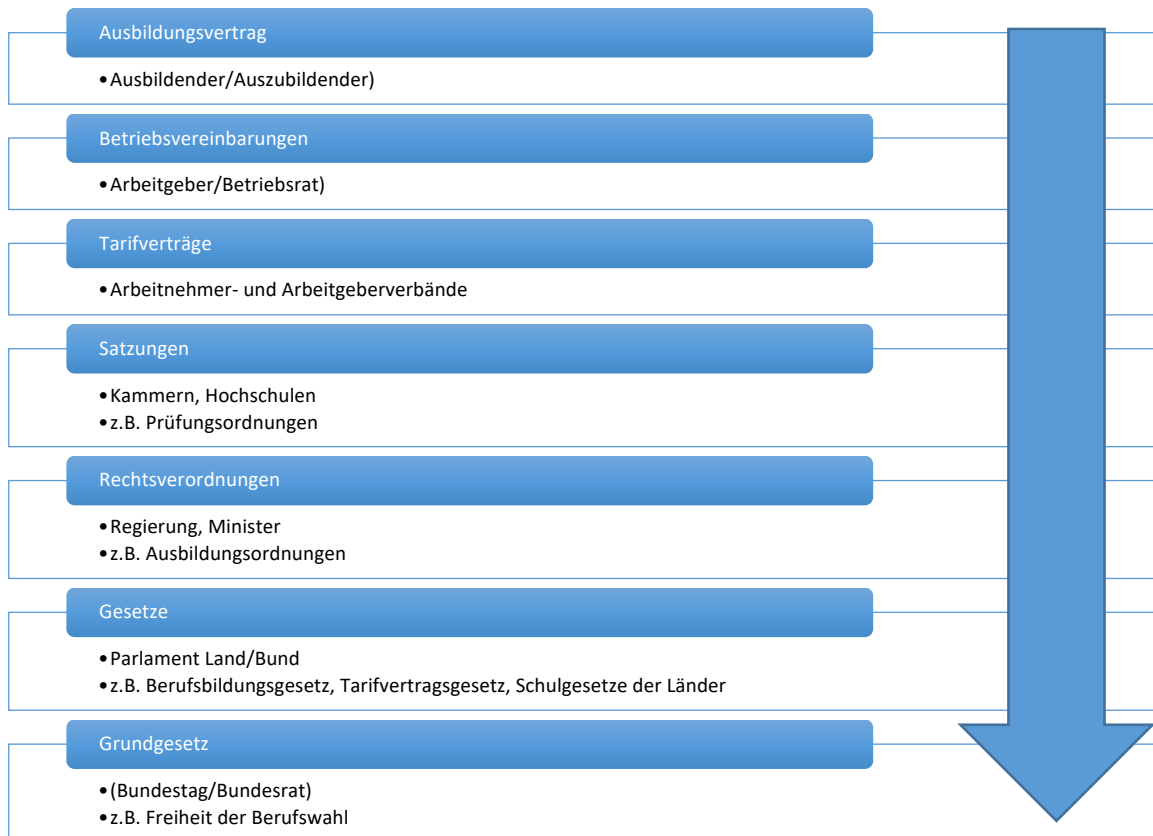 Ausbildungsvertrag
•Ausbildender/Auszubildender)
Betriebsvereinbarungen
•Arbeitgeber/Betriebsrat)
Tarifverträge
•Arbeitnehmer- und Arbeitgeberverbände
Satzungen
•Kammern, Hochschulen
•z.B. Prüfungsordnungen
Rechtsverordnungen
•Regierung, Minister
•z.B. Ausbildungsordnungen
Gesetze
•Parlament Land/Bund
•z.B. Berufsbildungsgesetz, Tarifvertragsgesetz, Schulgesetze der Länder
Grundgesetz
•(Bundestag/Bundesrat)
•z.B. Freiheit der Berufswahl